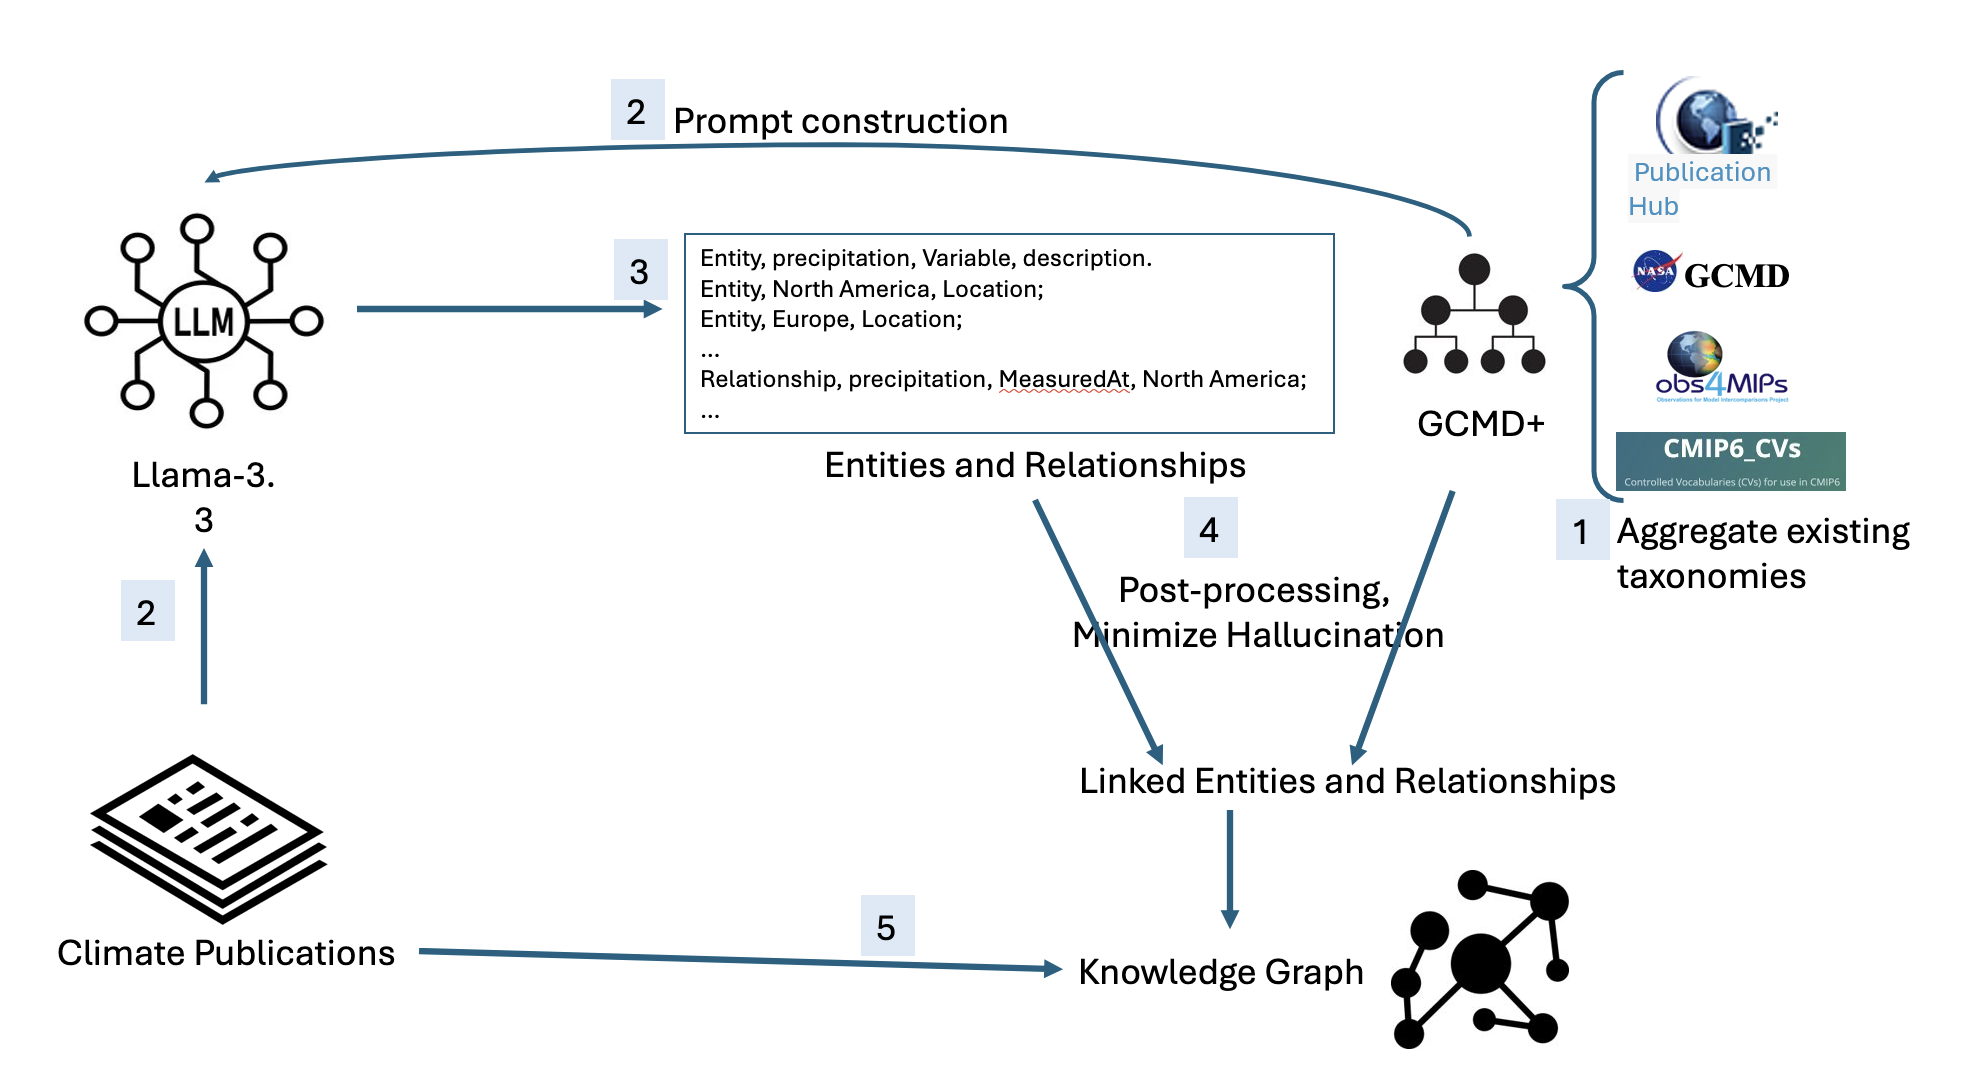 2
Prompt construction
Publication
Hub
NASA
GCMD
obs4MIPs
Observations for Model Intercomparisons Project
CMIP6_CVs
Controlled Vocabularies (CVs) for use in CMIP6
1
Aggregate existing
taxonomies
LLM
Llama-3.
3
3
Entity, precipitation, Variable, description.
Entity, North America, Location;
Entity, Europe, Location;
...
Relationship, precipitation, MeasuredAt, North America;
...
Entities and Relationships
GCMD+
4
Post-processing,
Minimize Hallucination
2
Linked Entities and Relationships
Climate Publications
5
Knowledge Graph